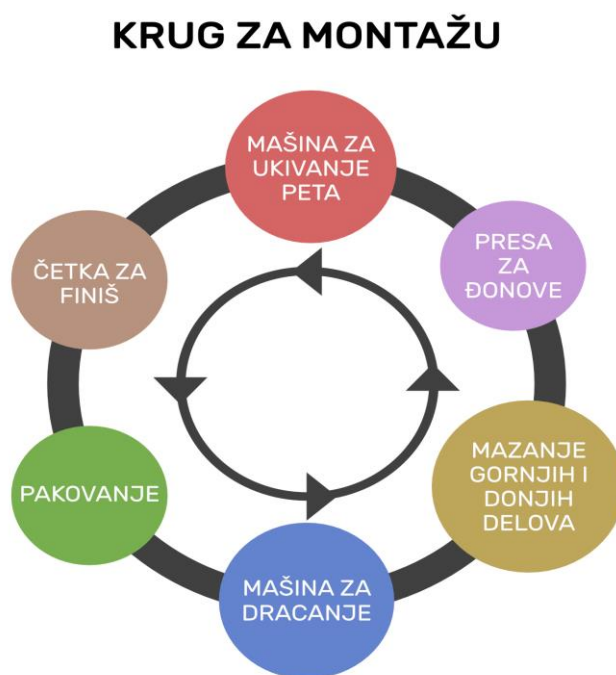 KRUG ZA MONTAŽU
MAŠINA ZA
UKIVANJE
PETA
PRESA
ZA
ĐONOVE
MAZANJE
GORNJIH I
DONJIH
DELOVA
MAŠINA ZA
DRACANJE
PAKOVANJE
ČETKA ZA
FINIŠ